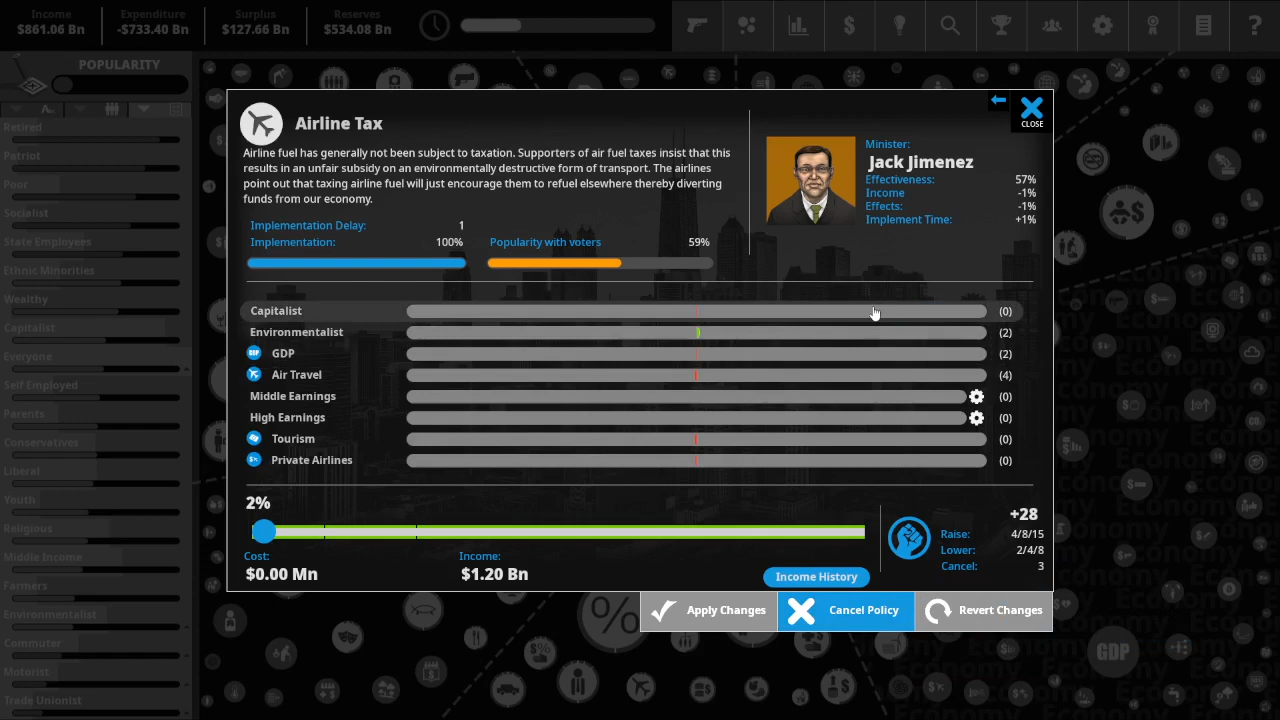 Income
$861.06 Bn
Expenditure
-$733.40 Bn
Surplus
$127.66 Bn
Reserves
$534.08 Bn
?
POPULARITY
Retired
Patriot
Poor
Socialist
State Employees
Ethnic Minorities
Wealthy
Capitalist
Everyone
Self Employed
Parents
Conservatives
Liberal
Youth
Religious
Middle Income
Farmers
Environmentalist
Commuter
Motorist
Trade Unionist
Airline Tax
Airline fuel has generally not been subject to taxation. Supporters of air fuel taxes insist that this
results in an unfair subsidy on an environmentally destructive form of transport. The airlines
point out that taxing airline fuel will just encourage them to refuel elsewhere thereby diverting
funds from our economy.
Implementation Delay: 1
Implementation: 100%
Popularity with voters 59%
CLOSE
Minister:
Jack Jimenez
Effectiveness: 57%
Income -1%
Effects: -1%
Implement Time: +1%
Capitalist (0)
Environmentalist (2)
GDP GDP (2)
Air Travel (4)
Middle Earnings (0)
High Earnings (0)
Tourism (0)
Private Airlines (0)
2%
Cost:
$0.00 Mn
Income:
$1.20 Bn
Income History
+28
Raise: 4/8/15
Lower: 2/4/8
Cancel: 3
Apply Changes
Cancel Policy
Revert Changes
GDP
Economy